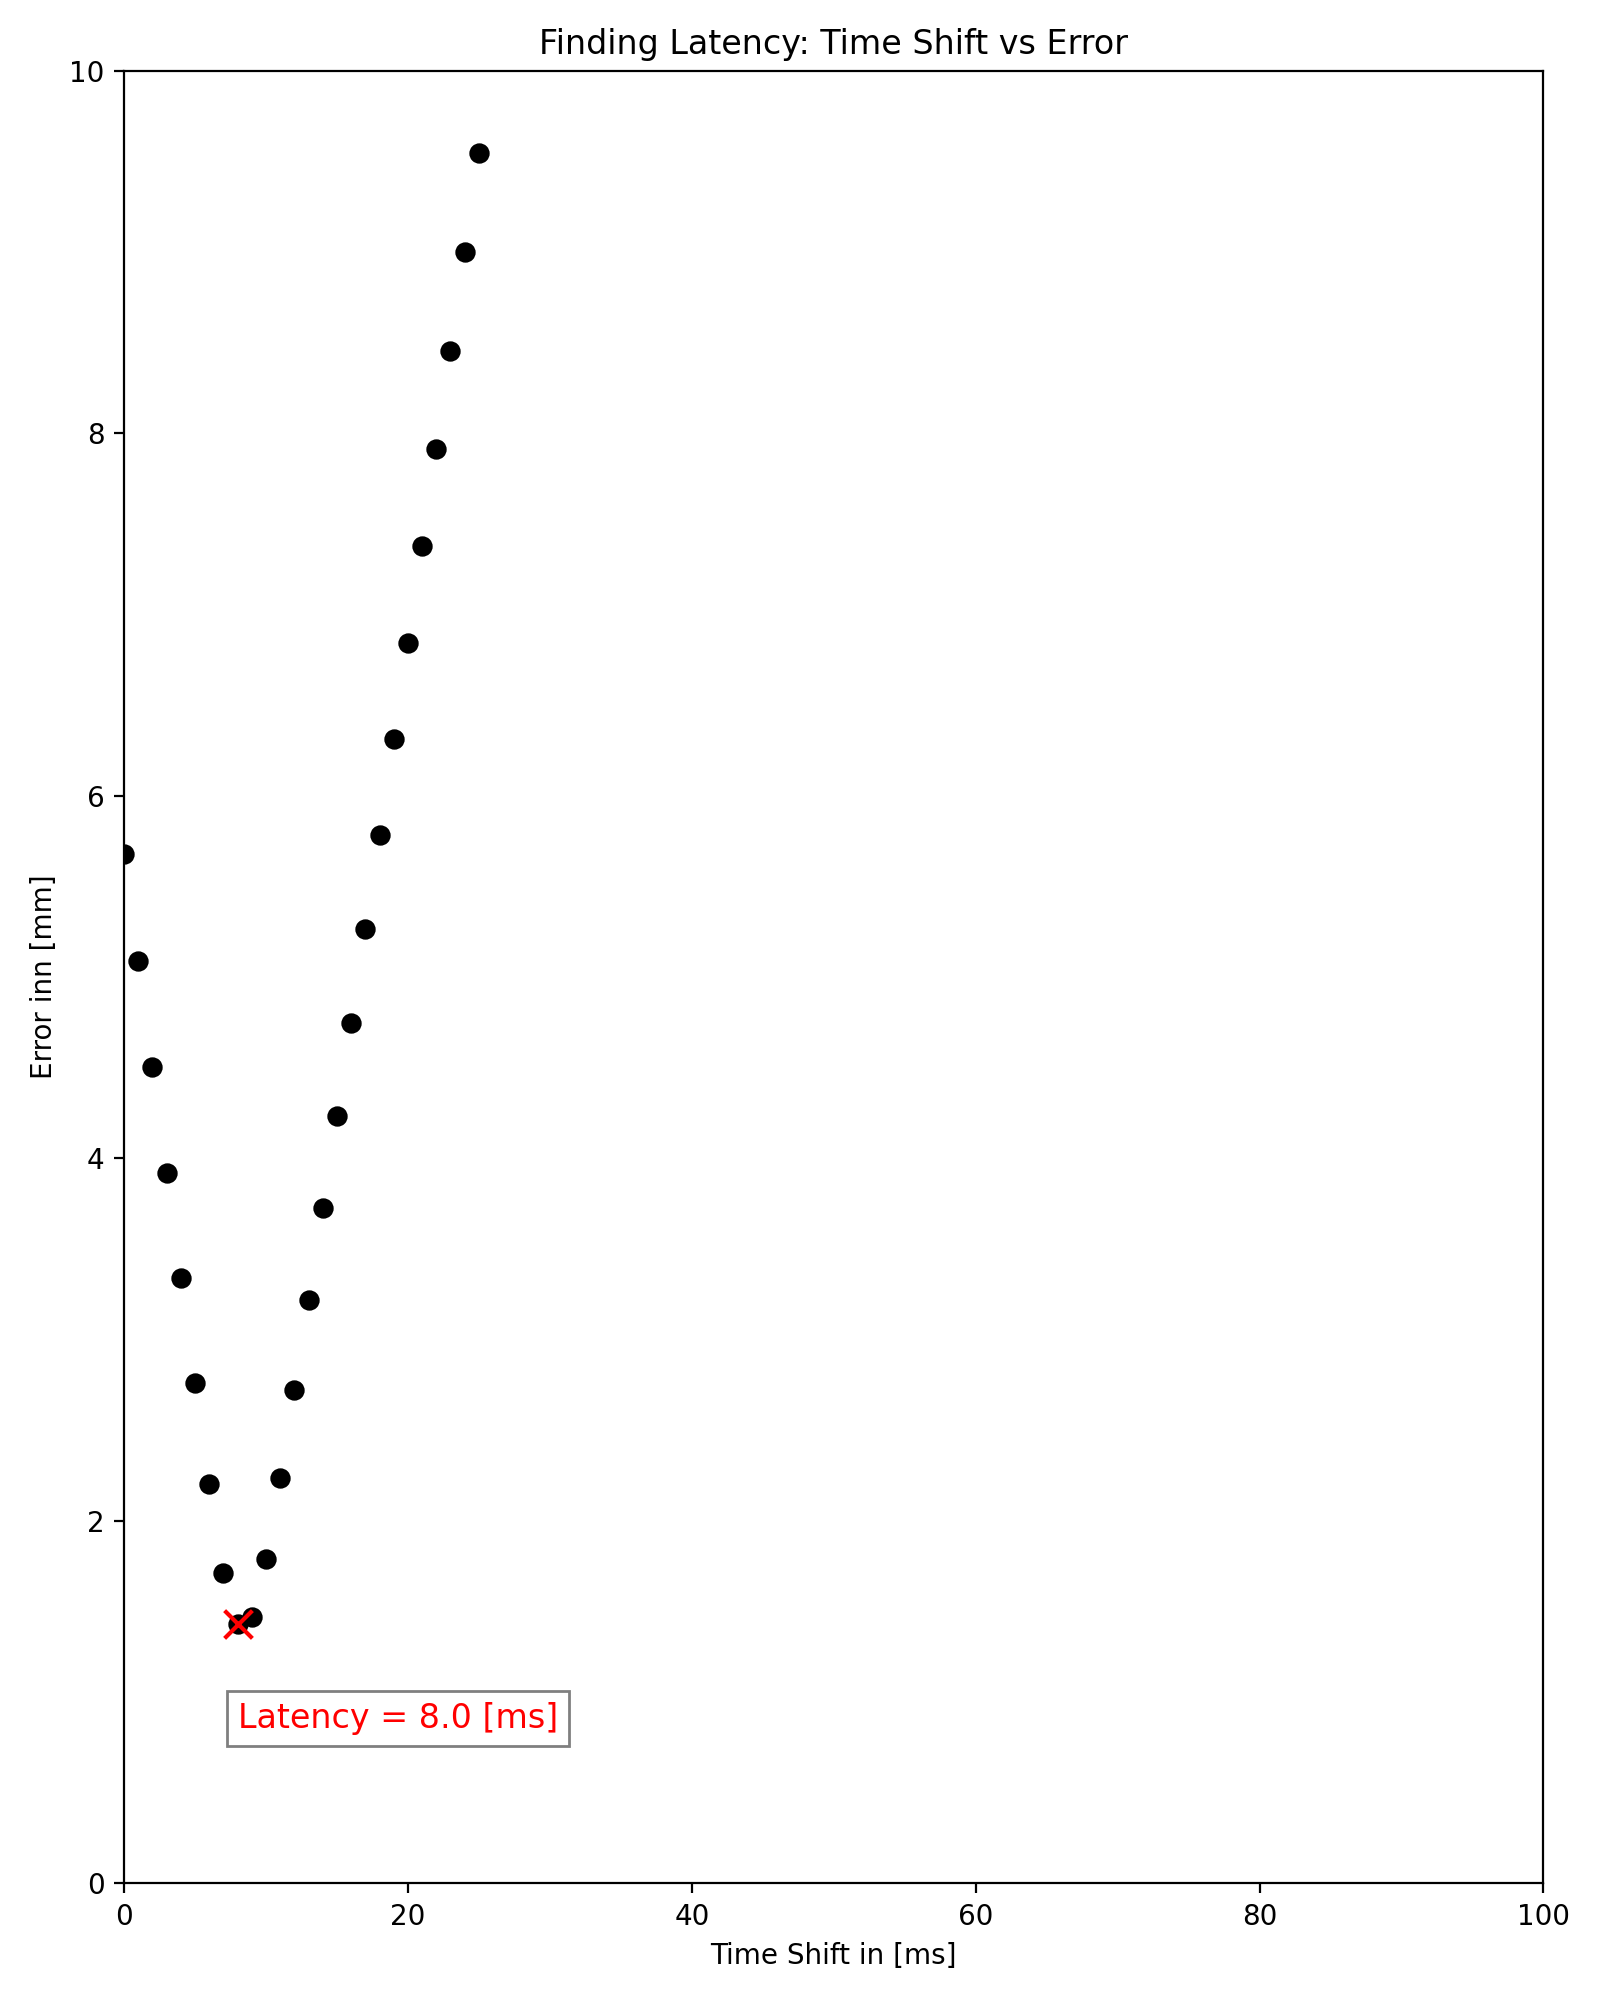 Finding Latency: Time Shift vs Error
10
8
6
4
2
0
Error inn [mm]
Latency = 8.0 [ms]
0 20 40 60 80 100
Time Shift in [ms]